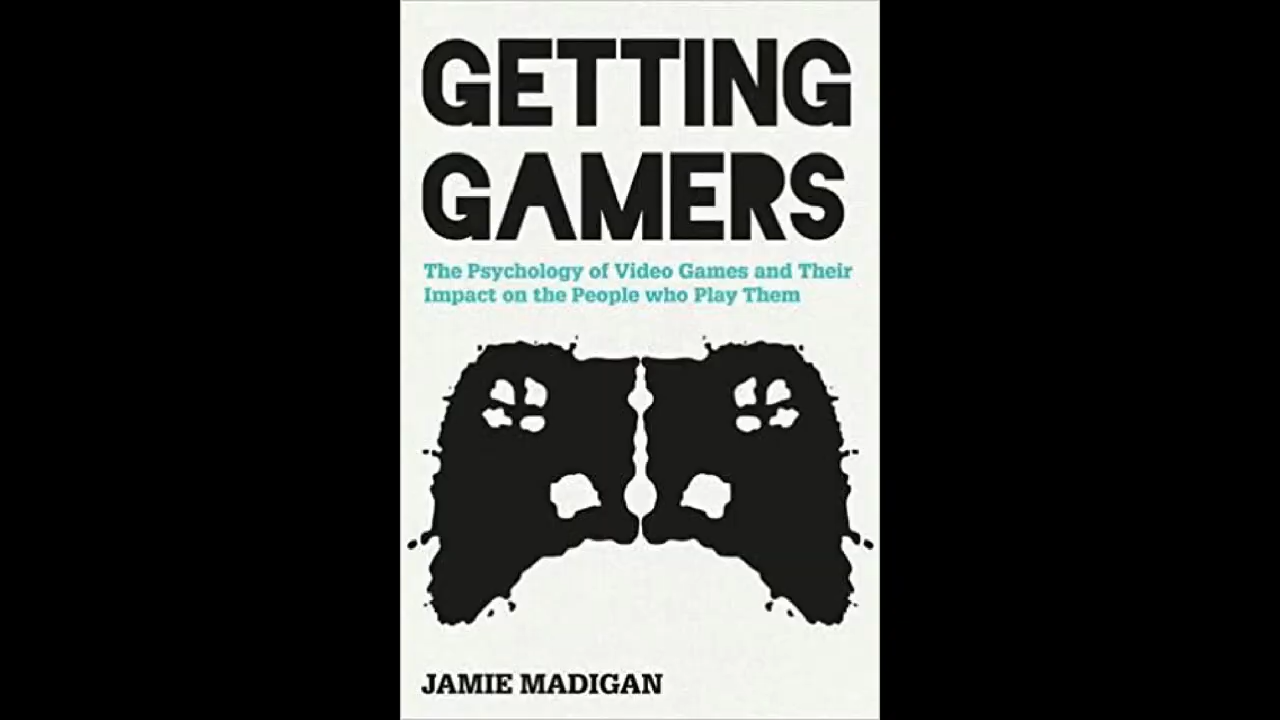 GETTING
GAMERS
The Psychology of Video Games and Their
Impact on the People who Play Them
JAMIE MADIGAN